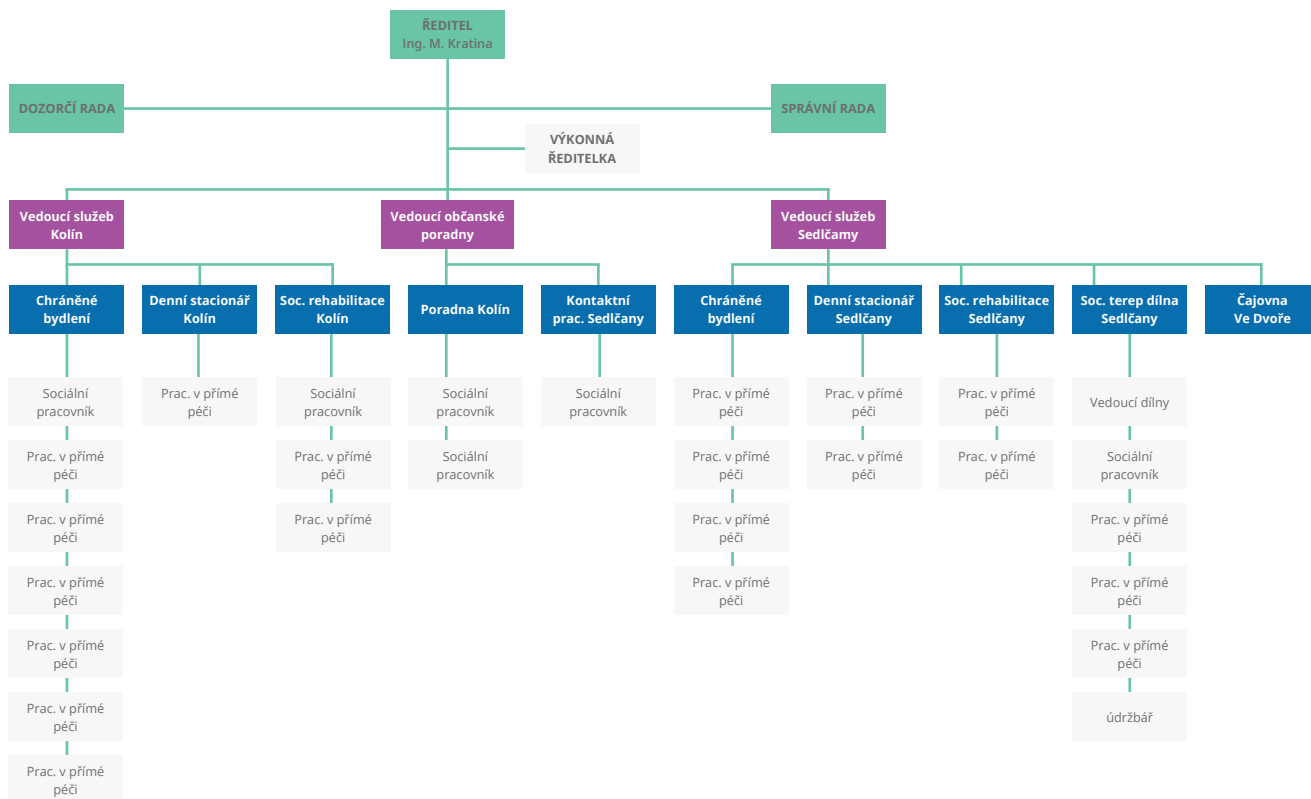 ŘEDITEL
Ing. M. Kratina
DOZORČÍ RADA
SPRÁVNÍ RADA
VÝKONNÁ
ŘEDITELKA
Vedoucí služeb
Kolín
Vedoucí občanské
poradny
Vedoucí služeb
Sedlčamy
Chráněné
bydlení
Denní stacionář
Kolín
Soc. rehabilitace
Kolín
Poradna Kolín
Kontaktní
prac. Sedlčany
Chráněné
bydlení
Denní stacionář
Sedlčany
Soc. rehabilitace
Sedlčany
Soc. terep dílna
Sedlčany
Čajovna
Ve Dvoře
Sociální
pracovník
Prac. v přímé
péči
Sociální
pracovník
Sociální
pracovník
Sociální
pracovník
Prac. v přímé
péči
Prac. v přímé
péči
Prac. v přímé
péči
Vedoucí dílny
Prac. v přímé
péči
Prac. v přímé
péči
Sociální
pracovník
Prac. v přímé
péči
Prac. v přímé
péči
Prac. v přímé
péči
Sociální
pracovník
Prac. v přímé
péči
Prac. v přímé
péči
Prac. v přímé
péči
Prac. v přímé
péči
Prac. v přímé
péči
Prac. v přímé
péči
Prac. v přímé
péči
Prac. v přímé
péči
Prac. v přímé
péči
Prac. v přímé
péči
údržbář
Prac. v přímé
péči